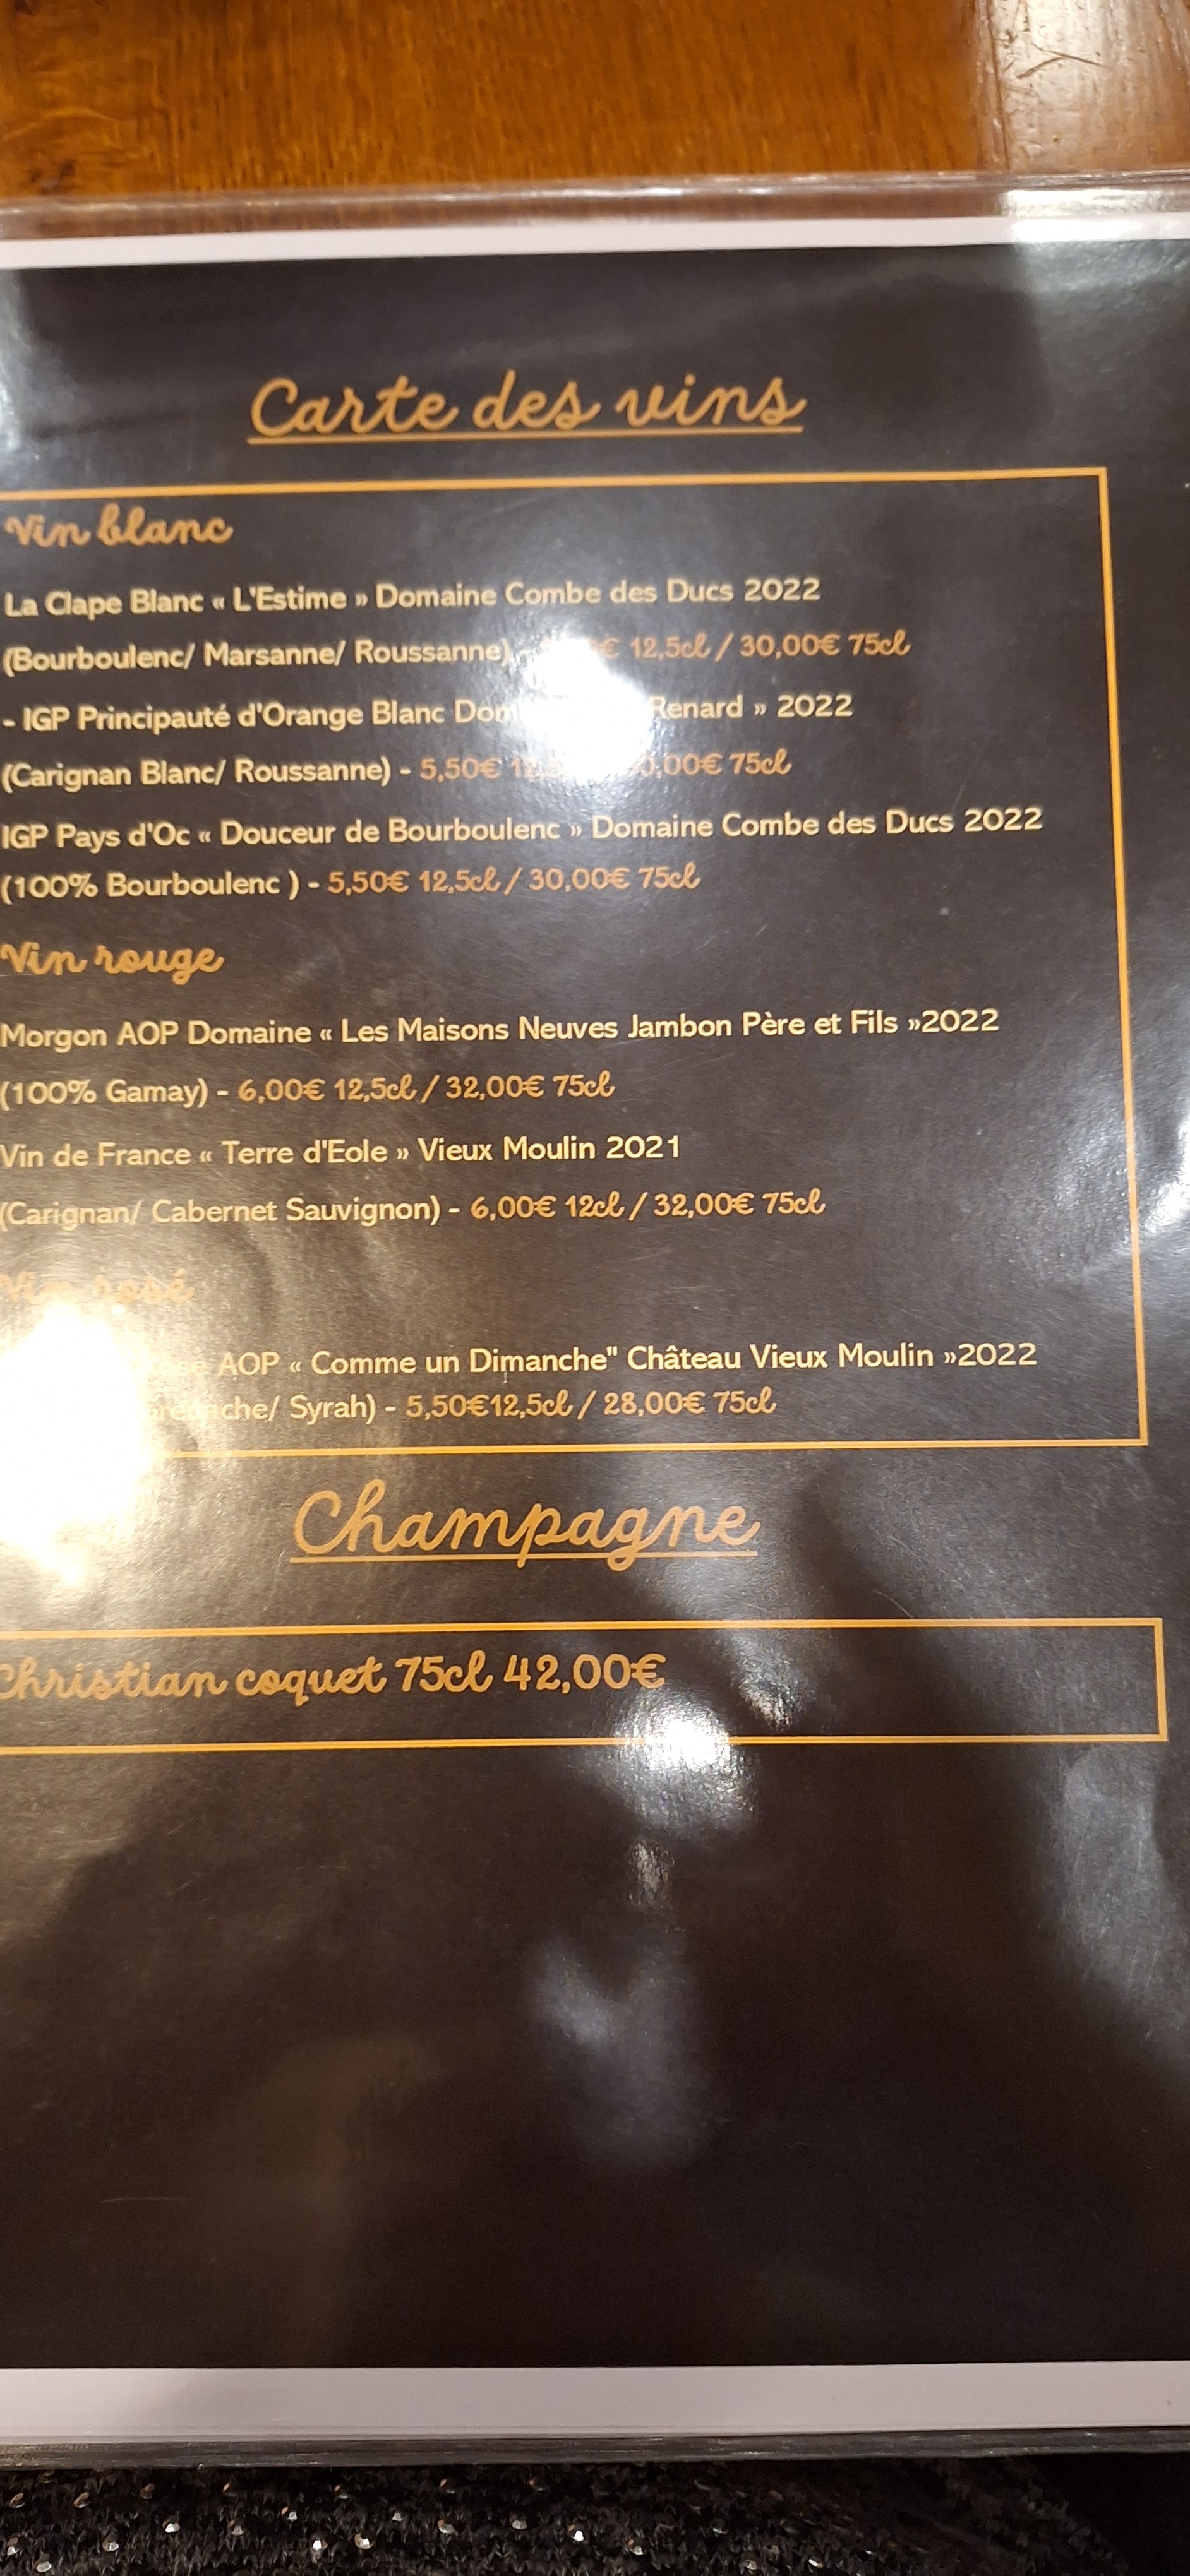 Carte des vins
Vin blanc
La Clape Blanc « L'Estime » Domaine Combe des Ducs 2022
(Bourboulenc/ Marsanne/ Roussanne) € 12,5cl / 30,00€ 75cl
- IGP Principauté d'Orange Blanc Renard » 2022
(Carignan Blanc/ Roussanne) - 5,50€ 75cl
IGP Pays d'Oc « Douceur de Bourboulenc » Domaine Combe des Ducs 2022
(100% Bourboulenc ) - 5,50€ 12,5cl / 30,00€ 75cl
Vin rouge
Morgon AOP Domaine « Les Maisons Neuves Jambon Père et Fils »2022
(100% Gamay) - 6,00€ 12,5cl / 32,00€ 75cl
Vin de France « Terre d'Eole » Vieux Moulin 2021
(Carignan/ Cabernet Sauvignon) - 6,00€ 12cl / 32,00€ 75cl
Vin rosé
AOP « Comme un Dimanche" Château Vieux Moulin »2022
Syrah) - 5,50€12,5cl / 28,00€ 75cl
Champagne
Christian coquet 75cl 42,00€